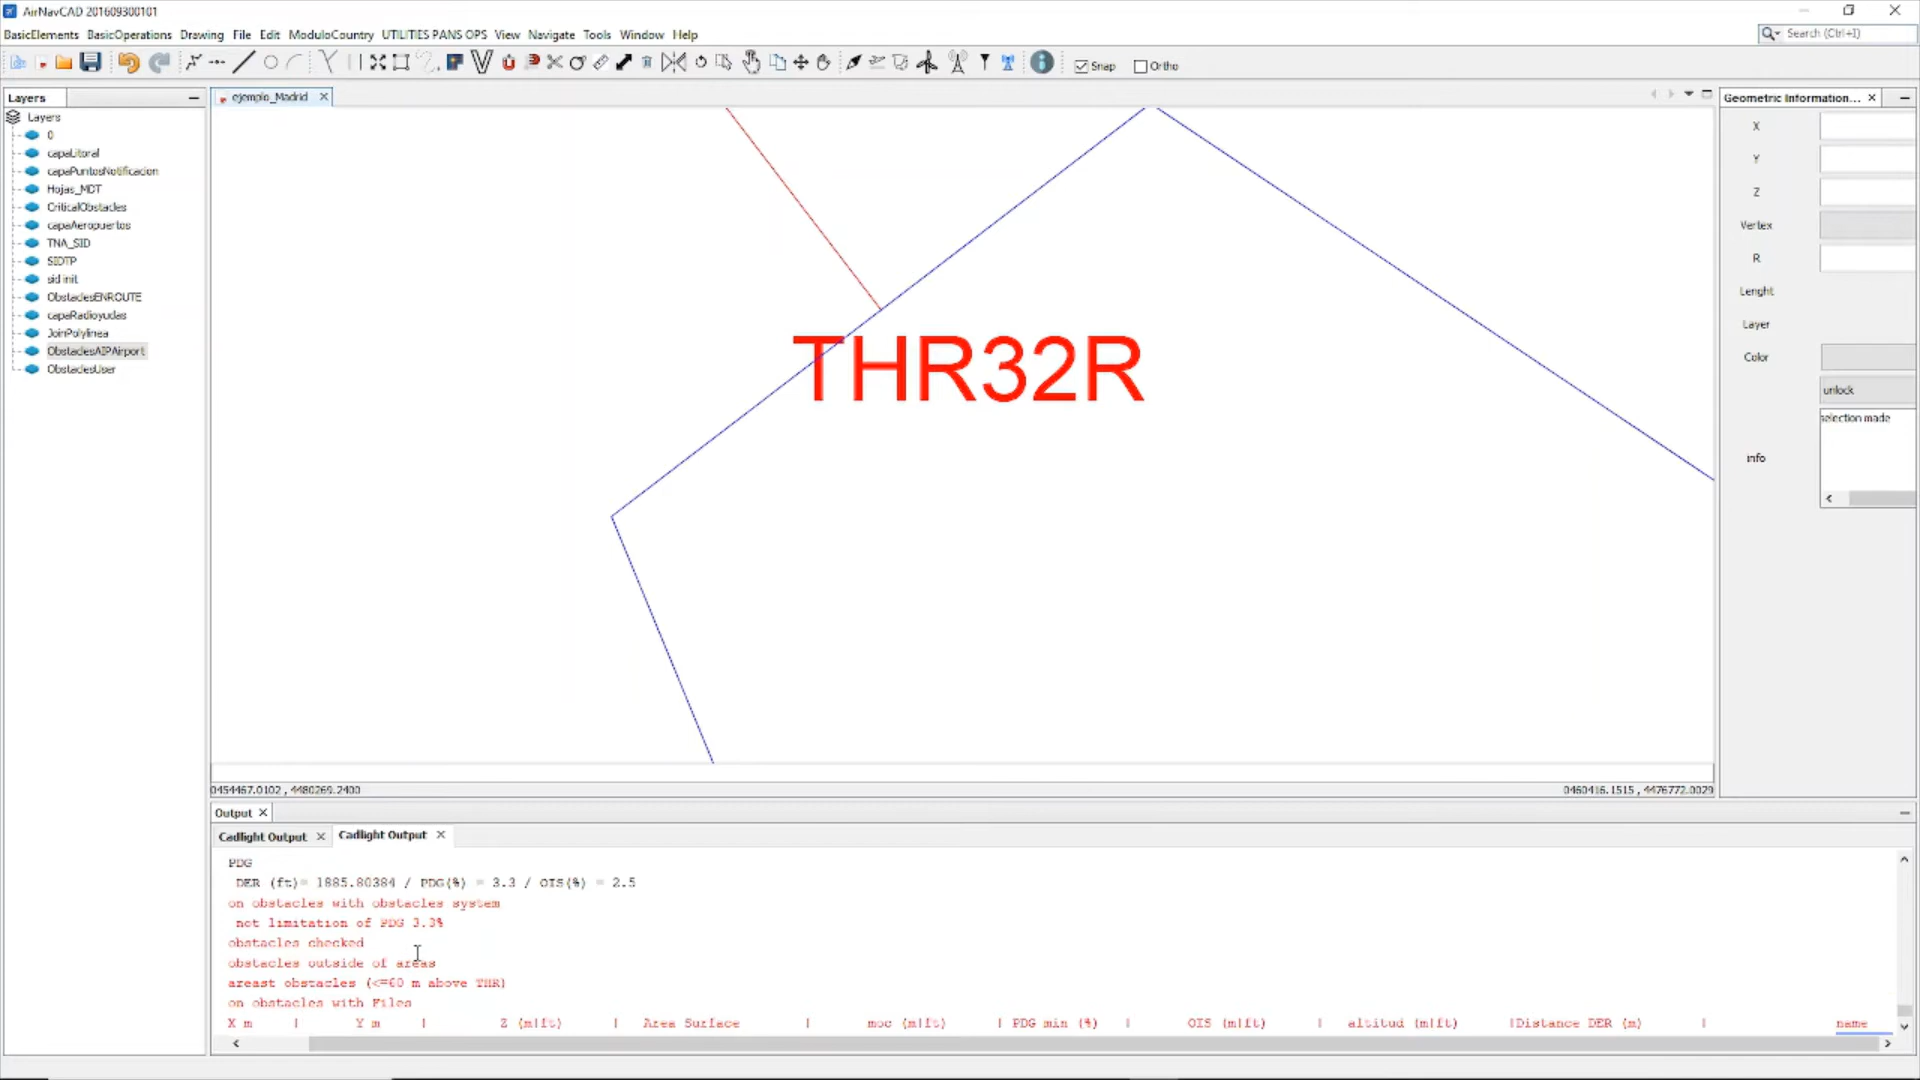 AirNavCAD 201609300101
BasicElements BasicOperations Drawing File Edit ModuloCountry UTILITIES PANS OPS View Navigate Tools Window Help
Search (Ctrl+I)
Snap Ortho
Layers
ejemplo_Madrid
Geometric Information...
Layers
0
capaLitoral
capaPuntosNotificacion
Hojas_MDT
CriticalObstacles
capaAeropuertos
TNA_SID
SIDTP
sid init
ObstaclesENROUTE
capaRadioyudas
JoinPolylinea
ObstaclesAIPAirport
ObstaclesUser
THR32R
X
Y
Z
Vertex
R
Lenght
Layer
Color
unlock
selection made
info
0454467.0102 , 4480269.2400
0460416.1515 , 4476772.0029
Output
Cadlight Output Cadlight Output
PDG
DER (ft)= 1885.80384 / PDG(%) = 3.3 / OIS(%) = 2.5
on obstacles with obstacles system
not limitation of PDG 3.3%
obstacles checked
obstacles outside of areas
areast obstacles (<=60 m above THR)
on obstacles with Files
X m | Y m | Z (m|ft) | Area Surface | moc (m|ft) | PDG min (%) | OIS (m|ft) | altitud (m|ft) |Distance DER (m) | name